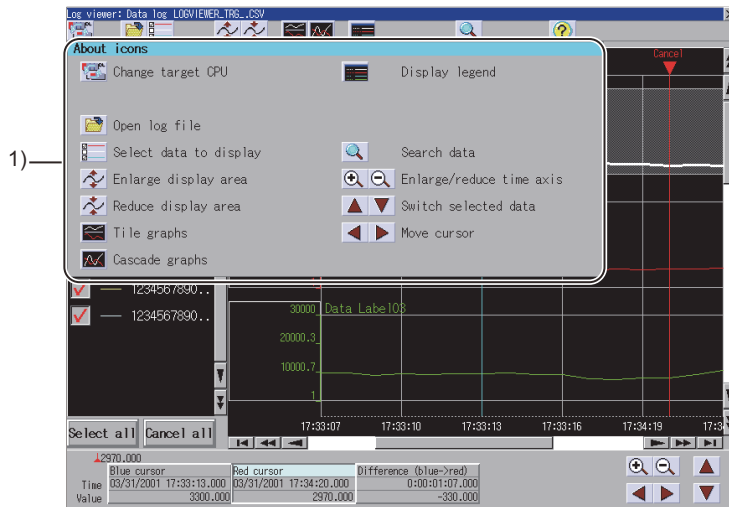 Log viewer: Data log LOGVIEWER_TRG_.CSV
About icons
Change target CPU
Display legend
Open log file
Select data to display
Search data
Enlarge display area
Enlarge/reduce time axis
Reduce display area
Switch selected data
Tile graphs
Move cursor
Cascade graphs
1)
Cancel
1234567890..
1234567890..
30000
Data Label03
20000.3
10000.7
1
17:33:07 17:33:10 17:33:13 17:33:16 17:34:19 17:3
Select all Cancel all
2970.000
Blue cursor Red cursor Difference (blue->red)
Time 03/31/2001 17:33:13.000 03/31/2001 17:34:20.000 0:00:01:07.000
Value 3300.000 2970.000 -330.000